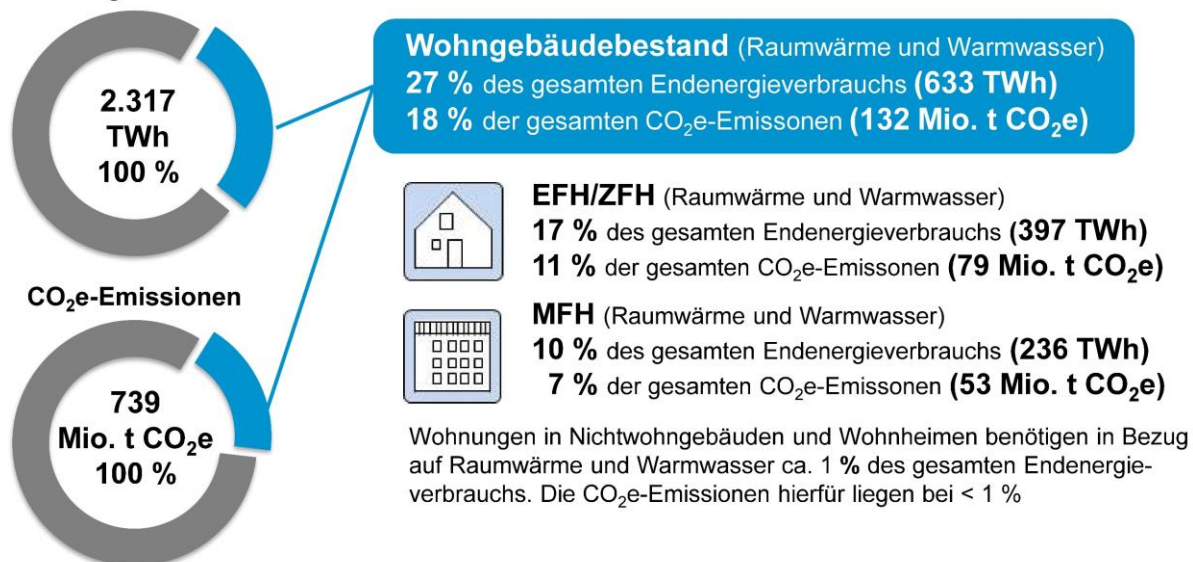 2.317
TWh
100 %
Wohngebäudebestand (Raumwärme und Warmwasser)
27 % des gesamten Endenergieverbrauchs (633 TWh)
18 % der gesamten CO₂e-Emissonen (132 Mio. t CO₂e)
EFH/ZFH (Raumwärme und Warmwasser)
17 % des gesamten Endenergieverbrauchs (397 TWh)
11 % der gesamten CO₂e-Emissonen (79 Mio. t CO₂e)
CO₂e-Emissionen
739
Mio. t CO₂e
100 %
MFH (Raumwärme und Warmwasser)
10 % des gesamten Endenergieverbrauchs (236 TWh)
7 % der gesamten CO₂e-Emissonen (53 Mio. t CO₂e)
Wohnungen in Nichtwohngebäuden und Wohnheimen benötigen in Bezug
auf Raumwärme und Warmwasser ca. 1 % des gesamten Endenergie-
verbrauchs. Die CO₂e-Emissionen hierfür liegen bei < 1 %